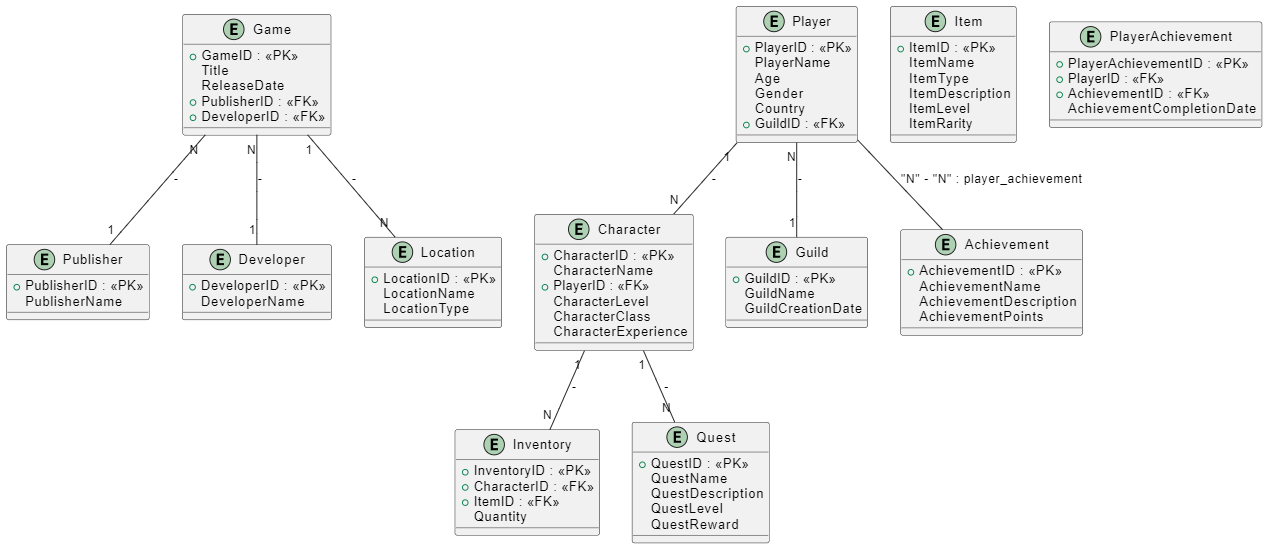 E Game
GameID : «PK»
Title
ReleaseDate
PublisherID : «FK»
DeveloperID : «FK»
E Player
PlayerID : «PK»
PlayerName
Age
Gender
Country
GuildID : «FK»
E Item
ItemID : «PK»
ItemName
ItemType
ItemDescription
ItemLevel
ItemRarity
E PlayerAchievement
PlayerAchievementID : «PK»
PlayerID : «FK»
AchievementID : «FK»
AchievementCompletionDate
N
-
1
N
-
1
1
-
N
1
-
N
N
-
1
"N" - "N" : player_achievement
E Publisher
PublisherID : «PK»
PublisherName
E Developer
DeveloperID : «PK»
DeveloperName
E Location
LocationID : «PK»
LocationName
LocationType
E Character
CharacterID : «PK»
CharacterName
PlayerID : «FK»
CharacterLevel
CharacterClass
CharacterExperience
E Guild
GuildID : «PK»
GuildName
GuildCreationDate
E Achievement
AchievementID : «PK»
AchievementName
AchievementDescription
AchievementPoints
1
-
N
1
-
N
E Inventory
InventoryID : «PK»
CharacterID : «FK»
ItemID : «FK»
Quantity
E Quest
QuestID : «PK»
QuestName
QuestDescription
QuestLevel
QuestReward